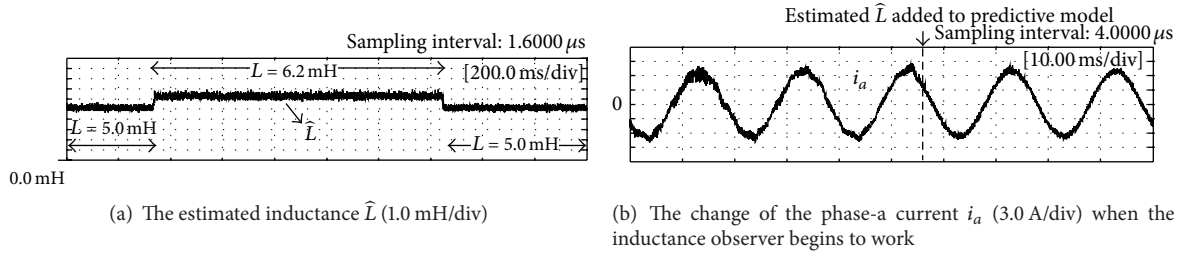 Sampling interval: 1.6000 μs
L = 6.2 mH
[200.0 ms/div]
L = 5.0 mH
L̂
L = 5.0 mH
0.0 mH
(a) The estimated inductance L̂ (1.0 mH/div)
Estimated L̂ added to predictive model
Sampling interval: 4.0000 μs
[10.00 ms/div]
i_a
0
(b) The change of the phase-a current i_a (3.0 A/div) when the
inductance observer begins to work